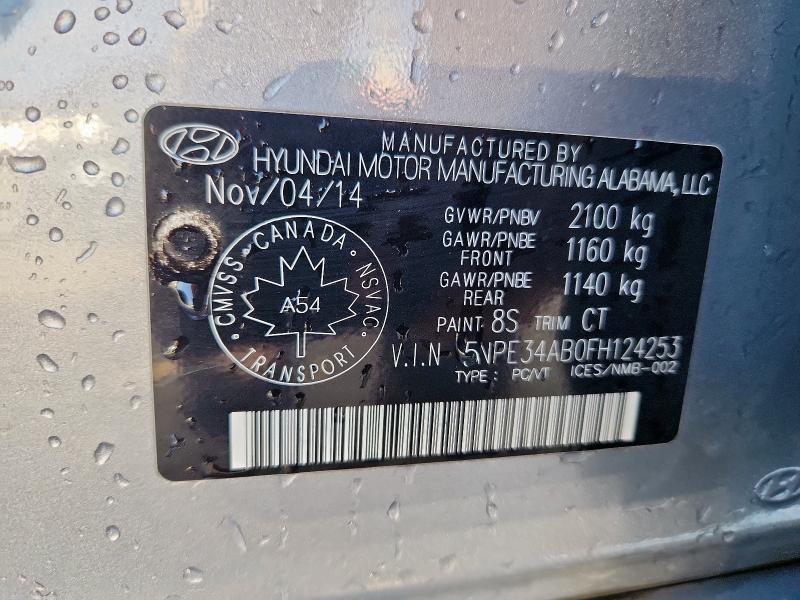 MANUFACTURED BY
HYUNDAI MOTOR MANUFACTURING ALABAMA, LLC
Nov/04/14
GVWR/PNBV 2100 kg
GAWR/PNBE FRONT 1160 kg
GAWR/PNBE REAR 1140 kg
PAINT 8S TRIM CT
V.I.N 5NPE34AB0FH124253
TYPE : PC/VT ICES/NMB-002
CMVSS · CANADA · NSVAC
TRANSPORT
A54